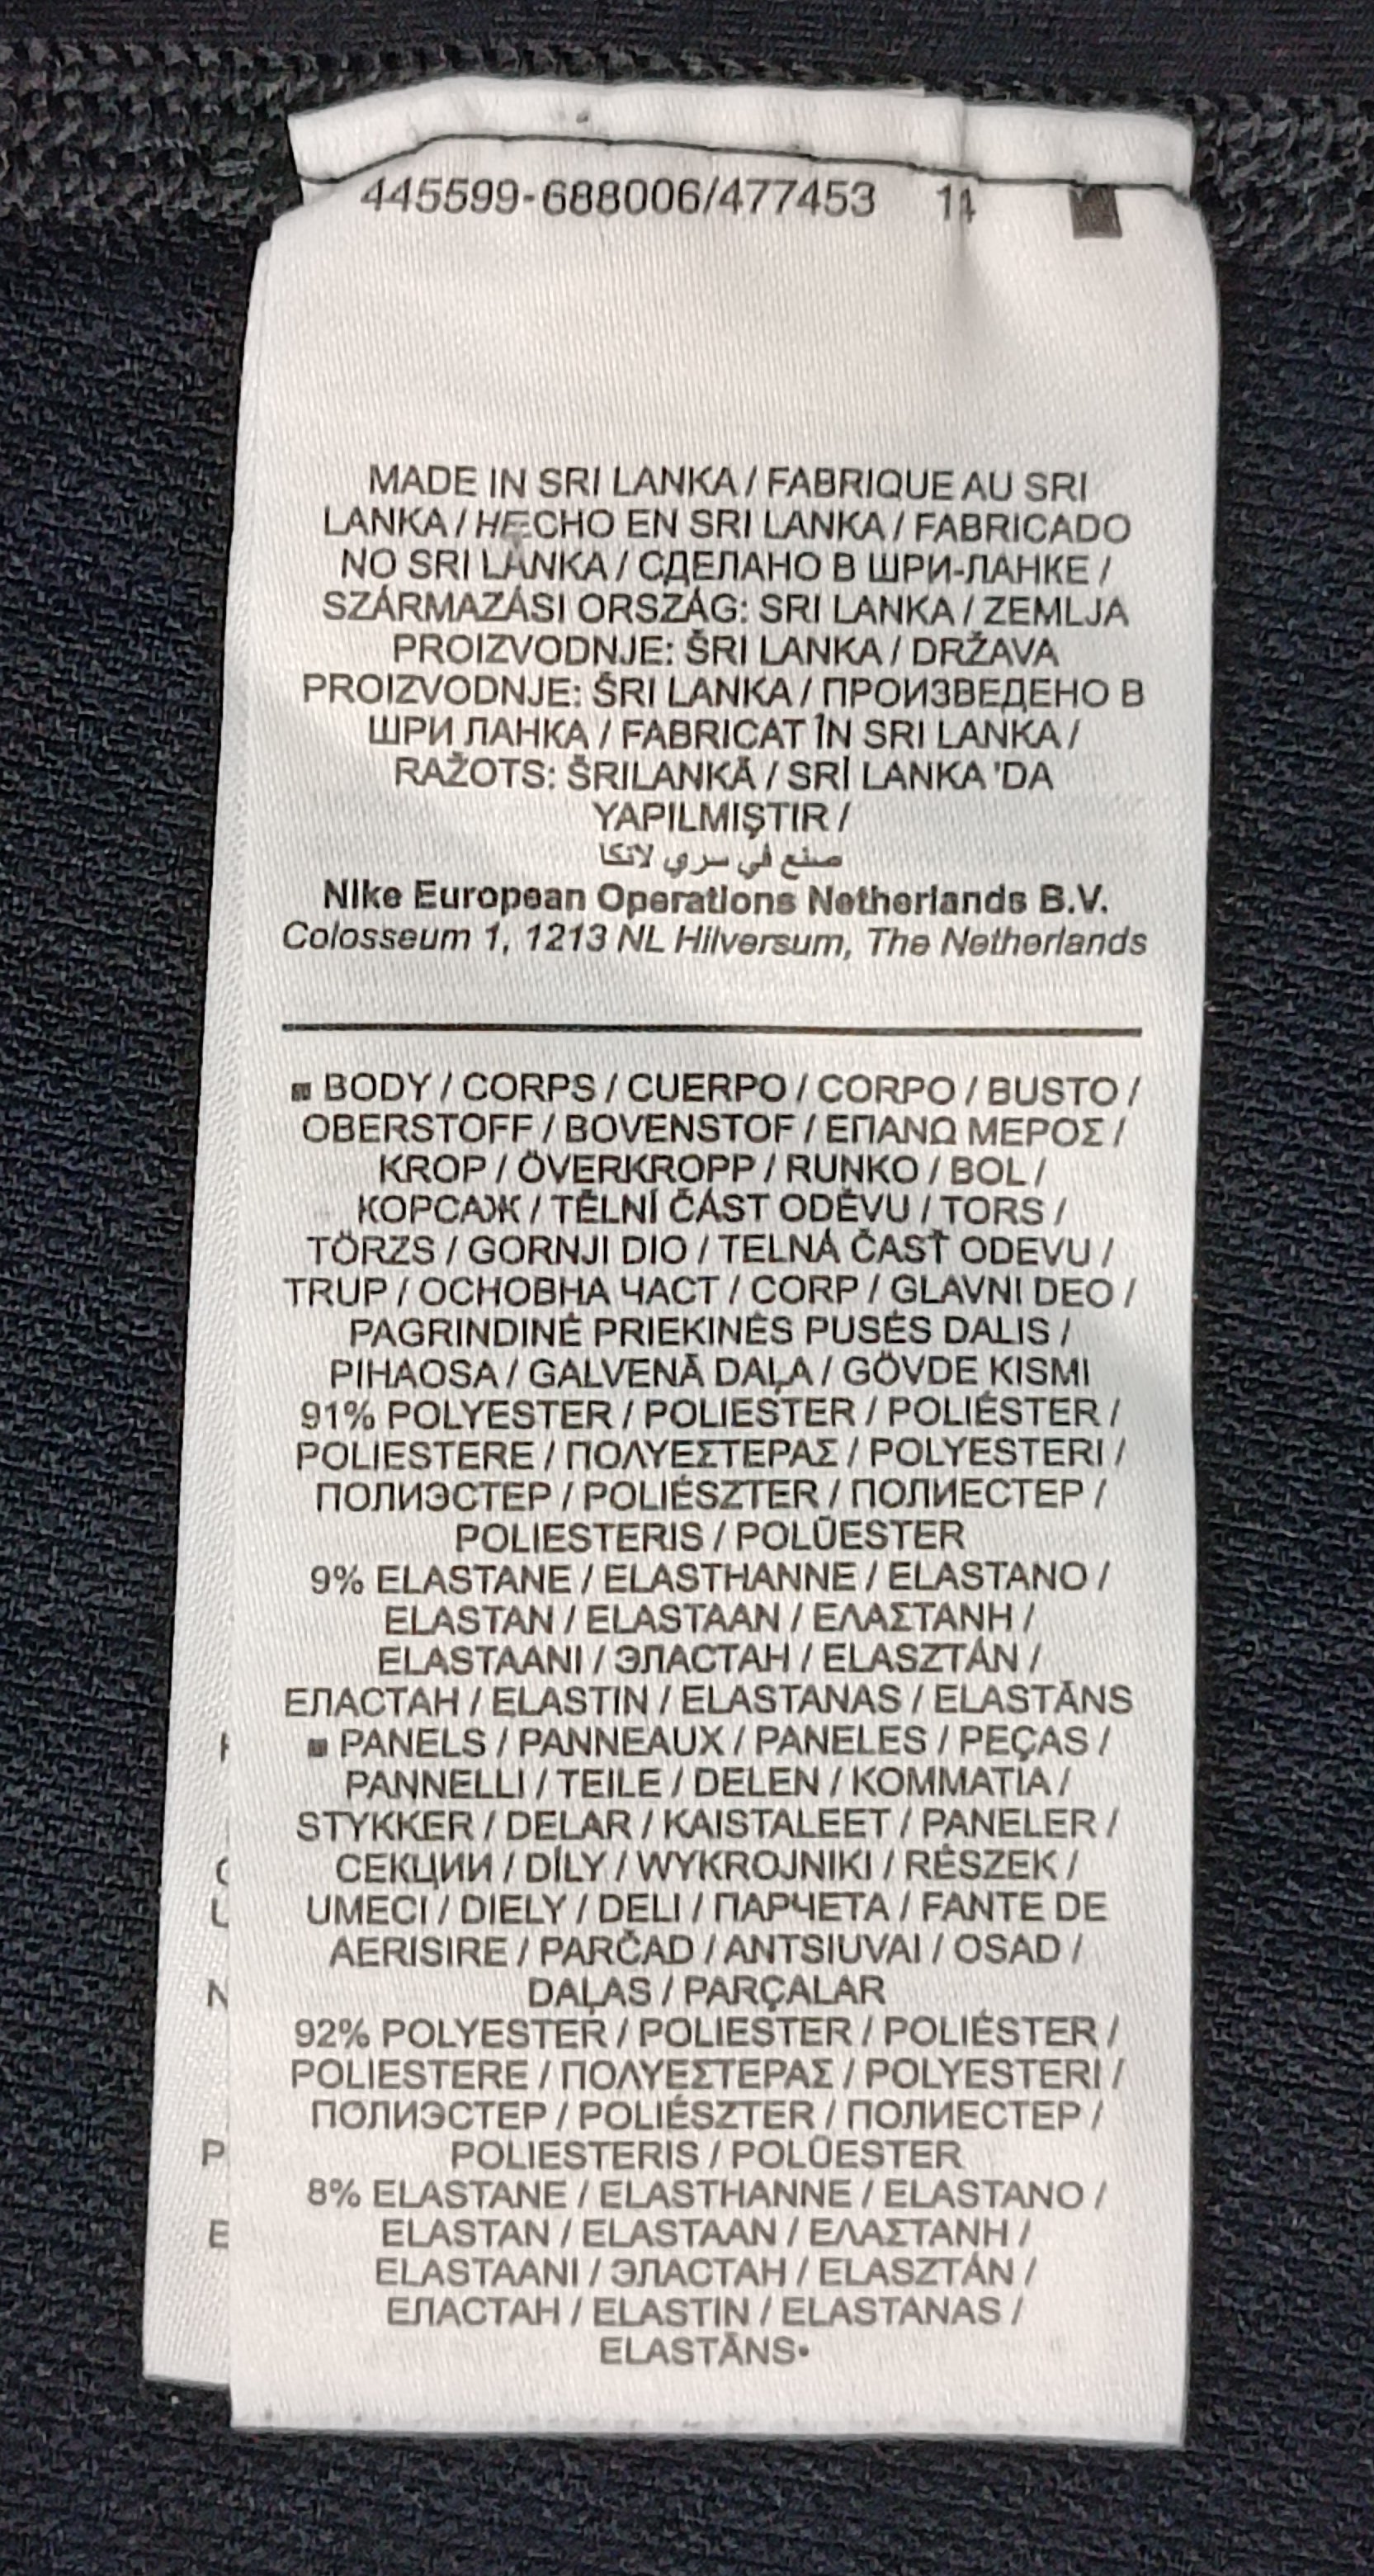 445599-688006/477453 11
MADE IN SRI LANKA / FABRIQUE AU SRI
LANKA / HECHO EN SRI LANKA / FABRICADO
NO SRI LANKA / СДЕЛАНО В ШРИ-ЛАНКЕ /
SZÁRMAZÁSI ORSZÁG: SRI LANKA / ZEMLJA
PROIZVODNJE: ŠRI LANKA / DRŽAVA
PROIZVODNJE: ŠRI LANKA / ПРОИЗВЕДЕНО В
ШРИ ЛАНКА / FABRICAT ÎN SRI LANKA /
RAŽOTS: ŠRILANKĀ / SRİ LANKA 'DA
YAPILMIŞTIR /
صنع في سري لانكا
Nike European Operations Netherlands B.V.
Colosseum 1, 1213 NL Hilversum, The Netherlands
■ BODY / CORPS / CUERPO / CORPO / BUSTO /
OBERSTOFF / BOVENSTOF / ΕΠΑΝΩ ΜΕΡΟΣ /
KROP / ÖVERKROPP / RUNKO / BOL /
КОРСАЖ / TĚLNÍ ČÁST ODĚVU / TORS /
TÖRZS / GORNJI DIO / TELNÁ ČASŤ ODEVU /
TRUP / ОСНОВНА ЧАСТ / CORP / GLAVNI DEO /
PAGRINDINĖ PRIEKINĖS PUSĖS DALIS /
PIHAOSA / GALVENĀ DAĻA / GÖVDE KISMI
91% POLYESTER / POLIESTER / POLIÉSTER /
POLIESTERE / ΠΟΛΥΕΣΤΕΡΑΣ / POLYESTERI /
ПОЛИЭСТЕР / POLIÉSZTER / ПОЛИЕСТЕР /
POLIESTERIS / POLÜESTER
9% ELASTANE / ELASTHANNE / ELASTANO /
ELASTAN / ELASTAAN / ΕΛΑΣΤΑΝΗ /
ELASTAANI / ЭЛАСТАН / ELASZTÁN /
ЕЛАСТАН / ELASTIN / ELASTANAS / ELASTĀNS
■ PANELS / PANNEAUX / PANELES / PEÇAS /
PANNELLI / TEILE / DELEN / ΚΟΜΜΑΤΙΑ /
STYKKER / DELAR / KAISTALEET / PANELER /
СЕКЦИИ / DÍLY / WYKROJNIKI / RÉSZEK /
UMECI / DIELY / DELI / ПАРЧЕТА / FANTE DE
AERISIRE / PARČAD / ANTSIUVAI / OSAD /
DAĻAS / PARÇALAR
92% POLYESTER / POLIESTER / POLIÉSTER /
POLIESTERE / ΠΟΛΥΕΣΤΕΡΑΣ / POLYESTERI /
ПОЛИЭСТЕР / POLIÉSZTER / ПОЛИЕСТЕР /
POLIESTERIS / POLÜESTER
8% ELASTANE / ELASTHANNE / ELASTANO /
ELASTAN / ELASTAAN / ΕΛΑΣΤΑΝΗ /
ELASTAANI / ЭЛАСТАН / ELASZTÁN /
ЕЛАСТАН / ELASTIN / ELASTANAS /
ELASTĀNS•